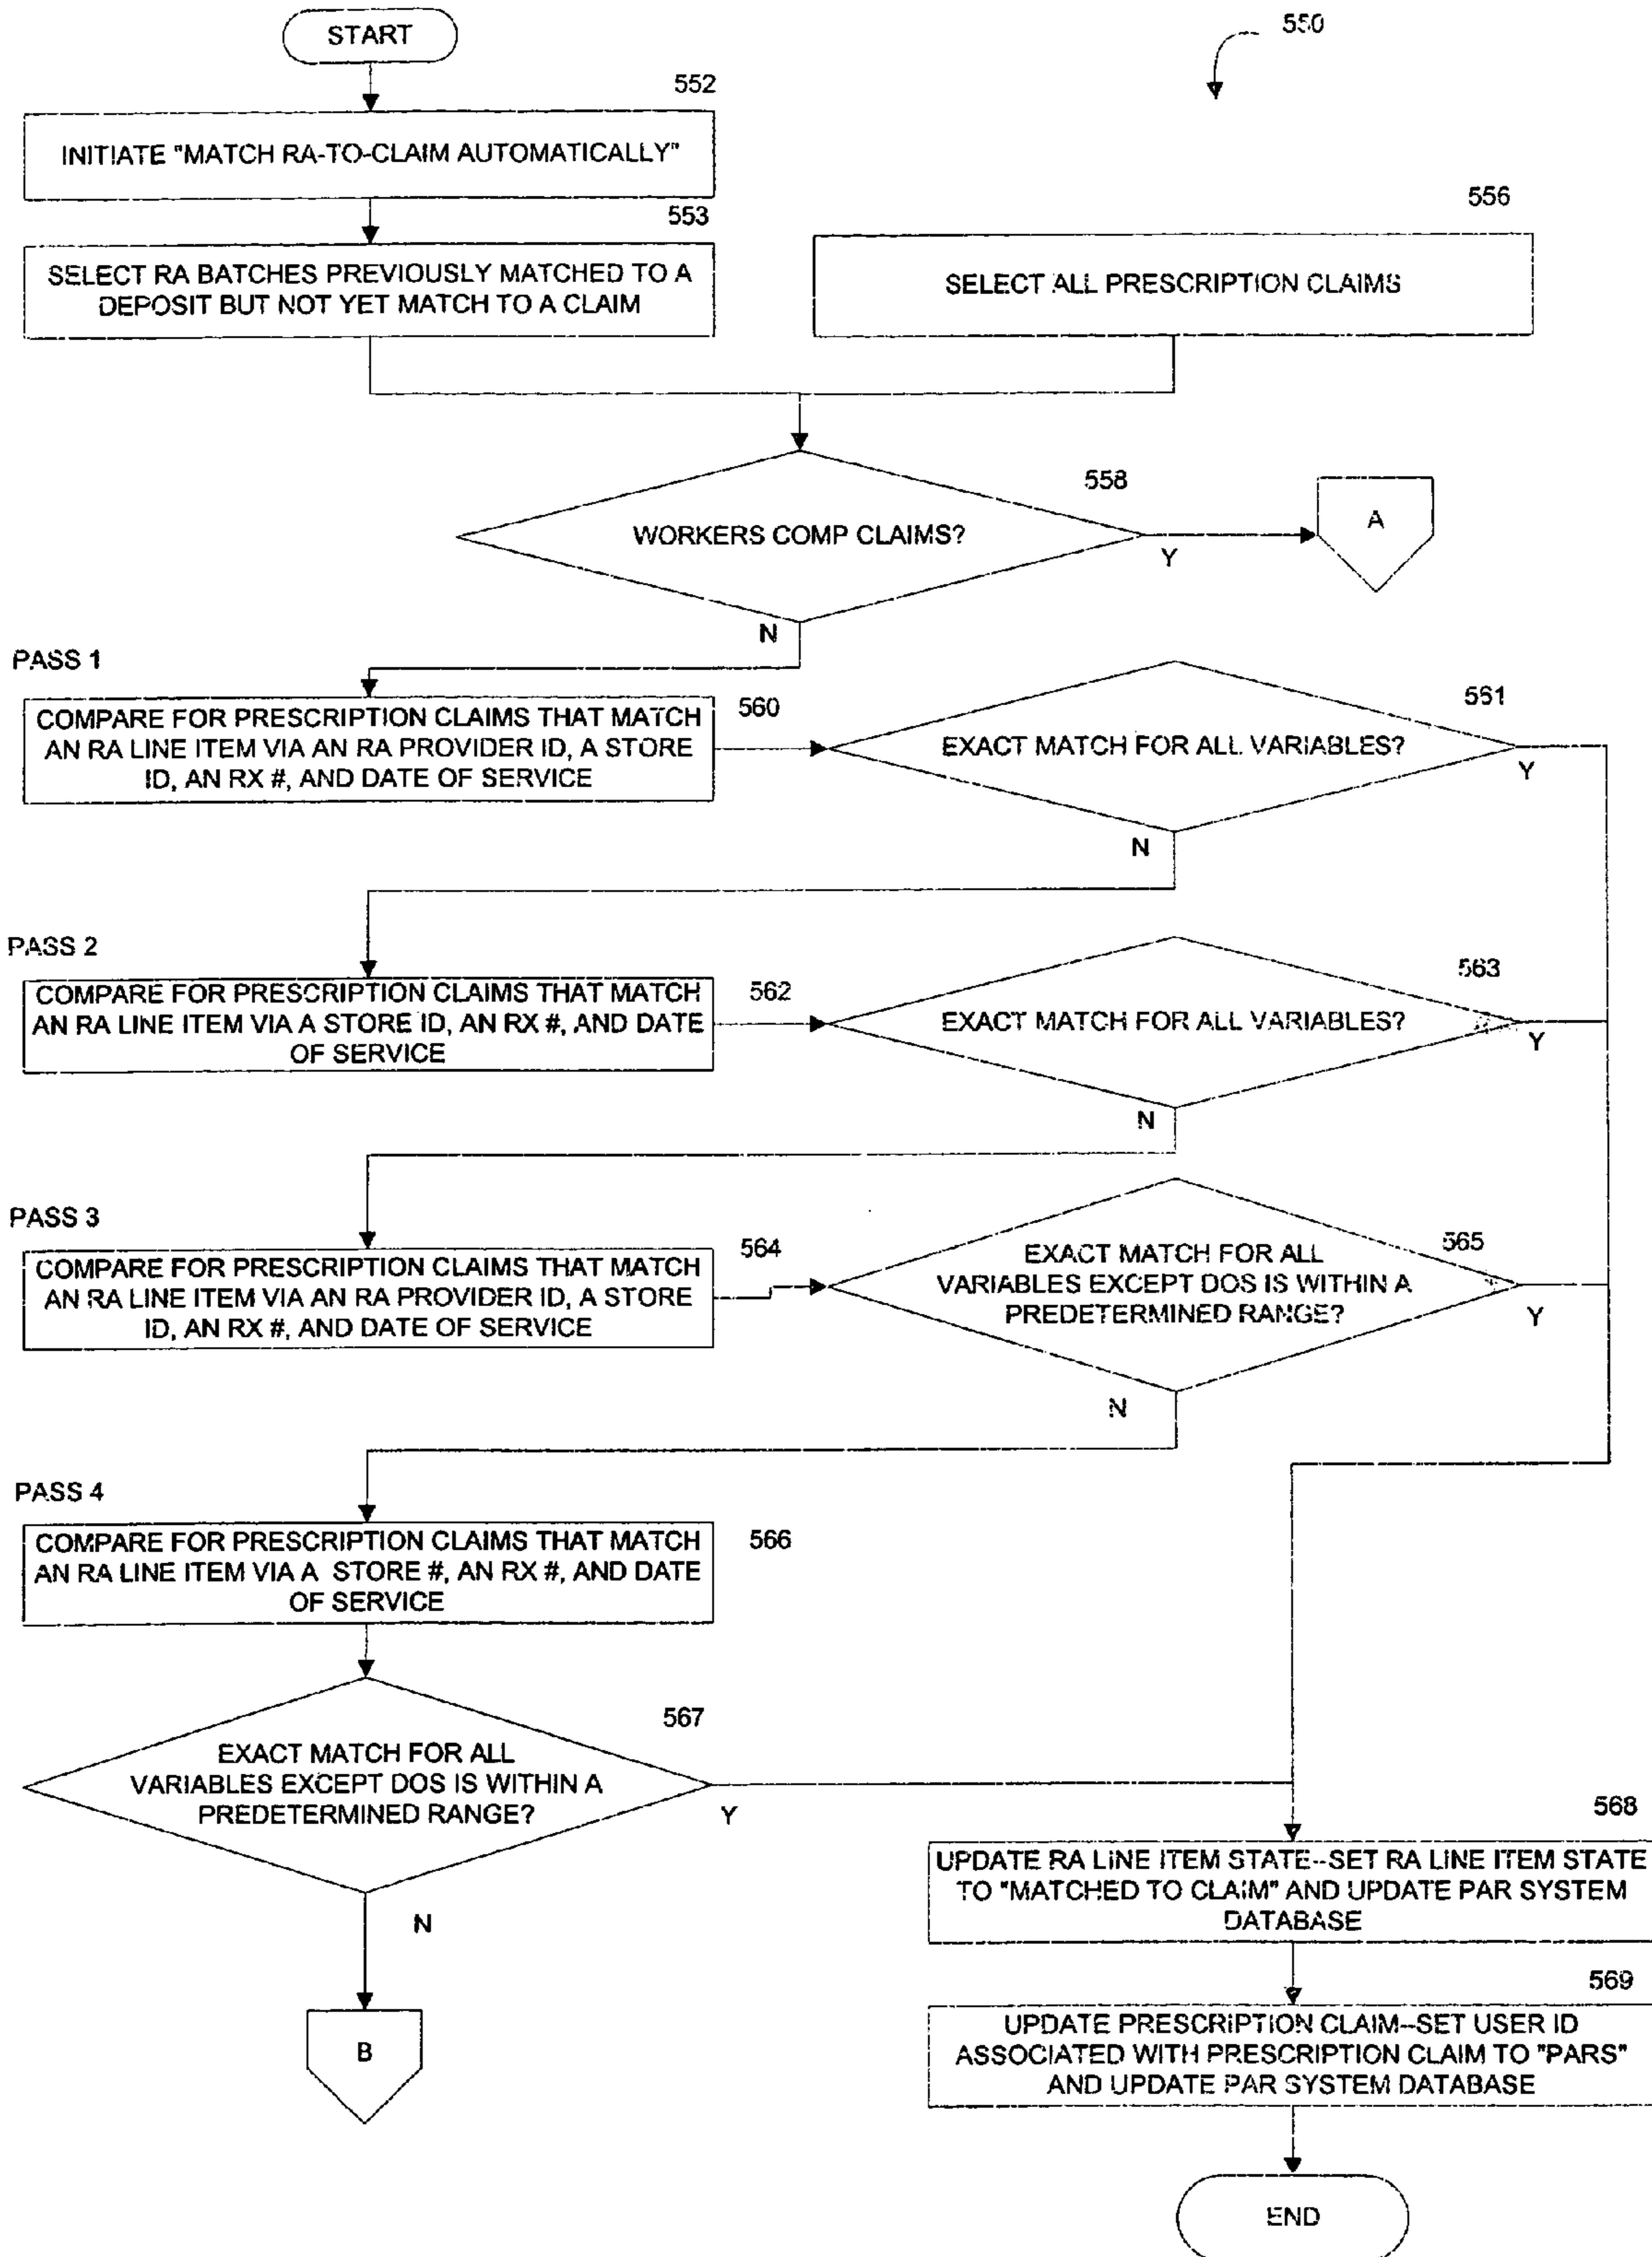 START
550
552
INITIATE "MATCH RA-TO-CLAIM AUTOMATICALLY"
553
556
SELECT RA BATCHES PREVIOUSLY MATCHED TO A
DEPOSIT BUT NOT YET MATCH TO A CLAIM
SELECT ALL PRESCRIPTION CLAIMS
558
WORKERS COMP CLAIMS?
A
Y
N
PASS 1
COMPARE FOR PRESCRIPTION CLAIMS THAT MATCH
AN RA LINE ITEM VIA AN RA PROVIDER ID, A STORE
ID, AN RX #, AND DATE OF SERVICE
560
561
EXACT MATCH FOR ALL VARIABLES?
Y
N
PASS 2
COMPARE FOR PRESCRIPTION CLAIMS THAT MATCH
AN RA LINE ITEM VIA A STORE ID, AN RX #, AND DATE
OF SERVICE
562
563
EXACT MATCH FOR ALL VARIABLES?
Y
N
PASS 3
COMPARE FOR PRESCRIPTION CLAIMS THAT MATCH
AN RA LINE ITEM VIA AN RA PROVIDER ID, A STORE
ID, AN RX #, AND DATE OF SERVICE
564
565
EXACT MATCH FOR ALL
VARIABLES EXCEPT DOS IS WITHIN A
PREDETERMINED RANGE?
Y
N
PASS 4
COMPARE FOR PRESCRIPTION CLAIMS THAT MATCH
AN RA LINE ITEM VIA A STORE #, AN RX #, AND DATE
OF SERVICE
566
567
EXACT MATCH FOR ALL
VARIABLES EXCEPT DOS IS WITHIN A
PREDETERMINED RANGE?
Y
N
B
568
UPDATE RA LINE ITEM STATE--SET RA LINE ITEM STATE
TO "MATCHED TO CLAIM" AND UPDATE PAR SYSTEM
DATABASE
569
UPDATE PRESCRIPTION CLAIM--SET USER ID
ASSOCIATED WITH PRESCRIPTION CLAIM TO "PARS"
AND UPDATE PAR SYSTEM DATABASE
END